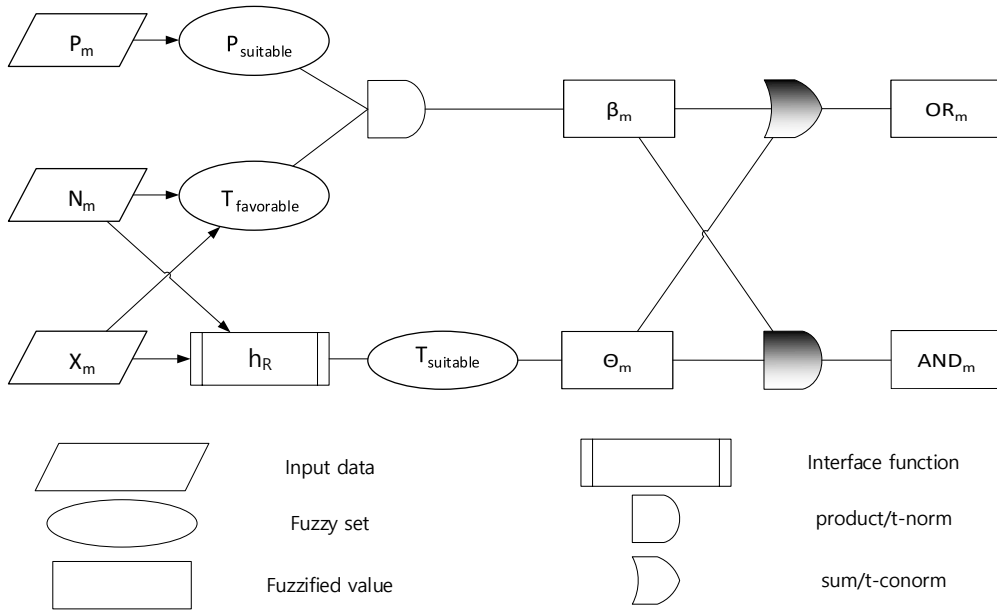 Pm
Psuitable
βm
ORm
Nm
Tfavorable
Xm
hR
Tsuitable
Θm
ANDm
Input data
Interface function
Fuzzy set
product/t-norm
Fuzzified value
sum/t-conorm